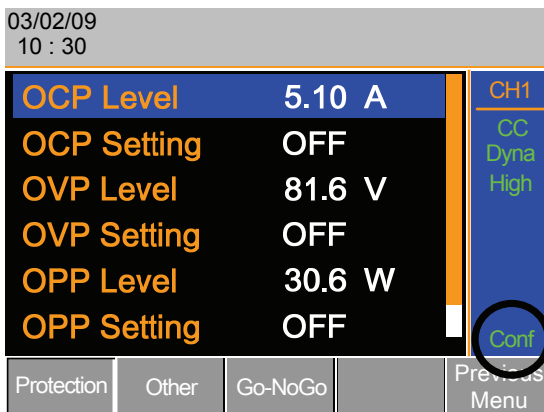 03/02/09
10 : 30
OCP Level 5.10 A
OCP Setting OFF
OVP Level 81.6 V
OVP Setting OFF
OPP Level 30.6 W
OPP Setting OFF
CH1
CC
Dyna
High
Conf
Protection
Other
Go-NoGo
Previous
Menu